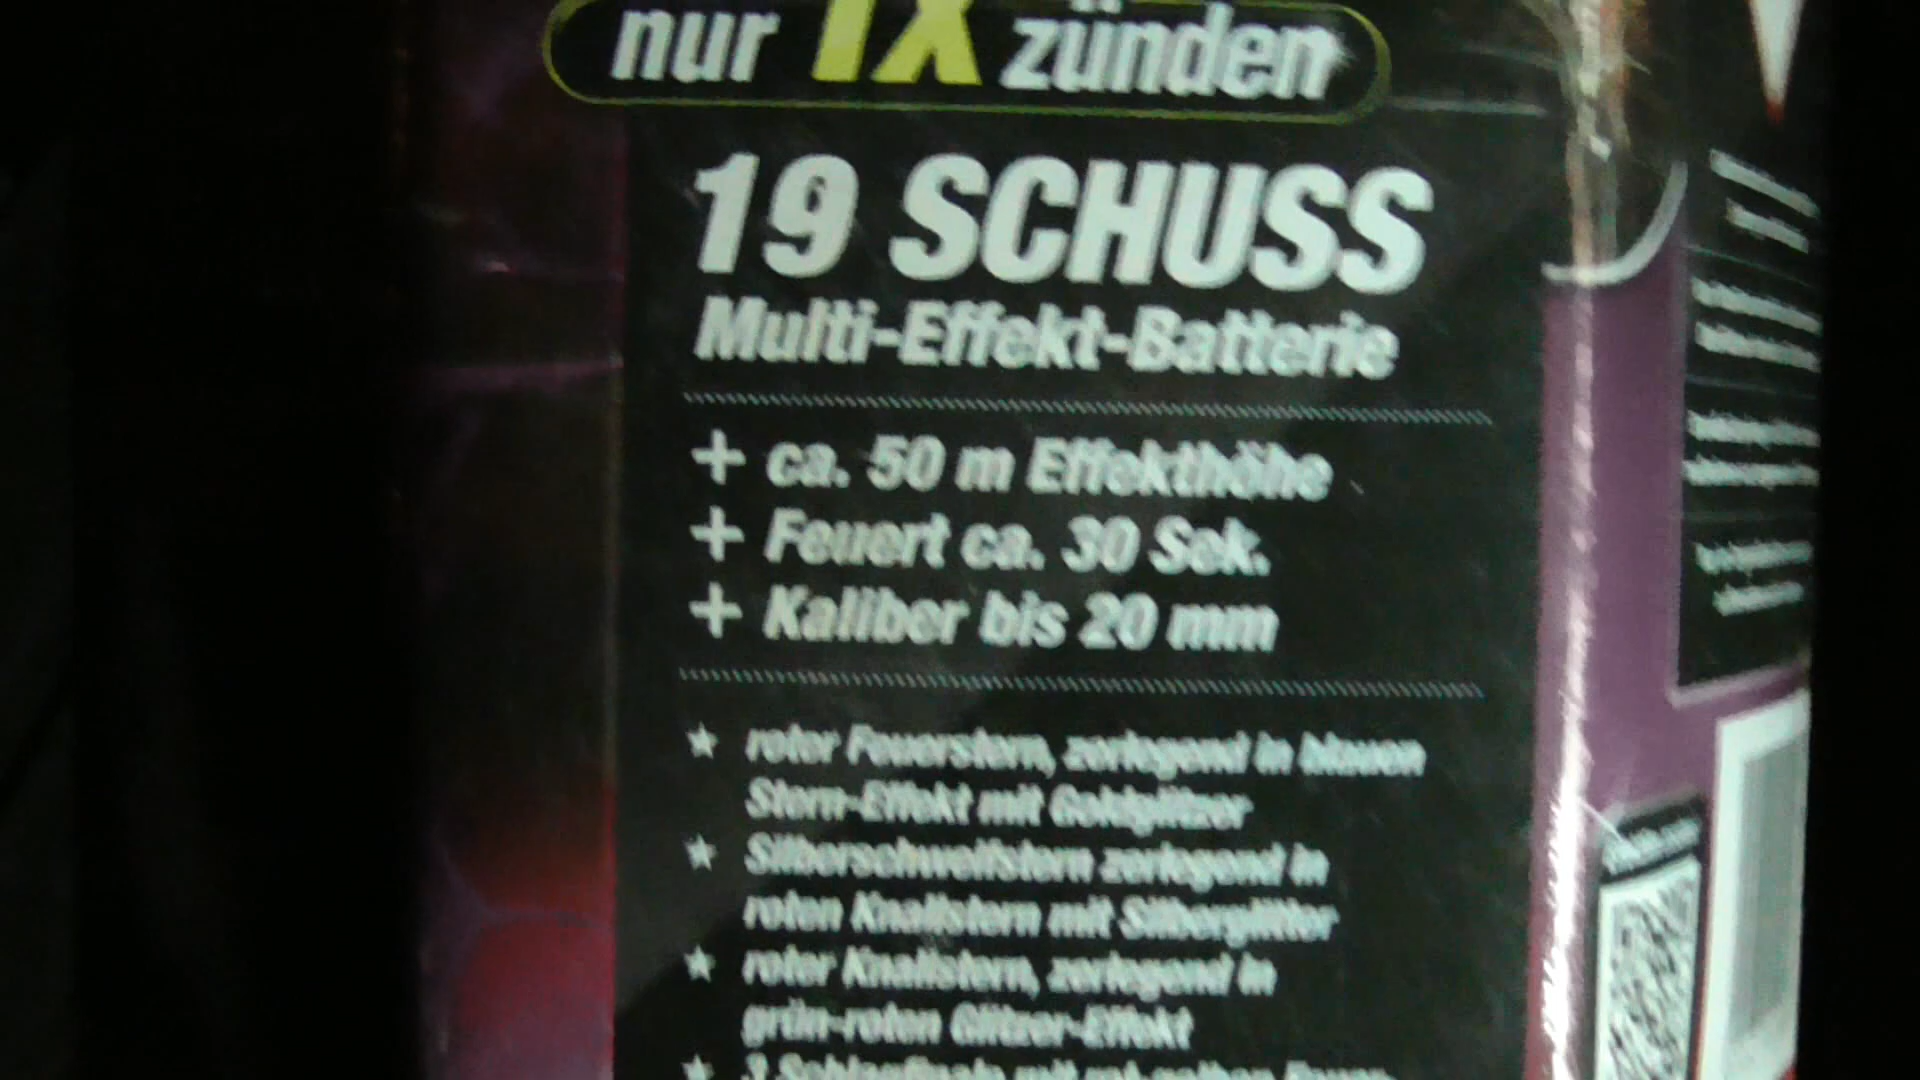 nur 1X zünden
19 SCHUSS
Multi-Effekt-Batterie
+ ca. 50 m Effekthöhe
+ Feuert ca. 30 Sek.
+ Kaliber bis 20 mm
★ roter Feuerstern, zerlegend in blauen
Stern-Effekt mit Goldglitzer
★ Silberschweifstern zerlegend in
roten Knallstern mit Silberglitter
★ roter Knallstern, zerlegend in
grün-roten Glitzer-Effekt